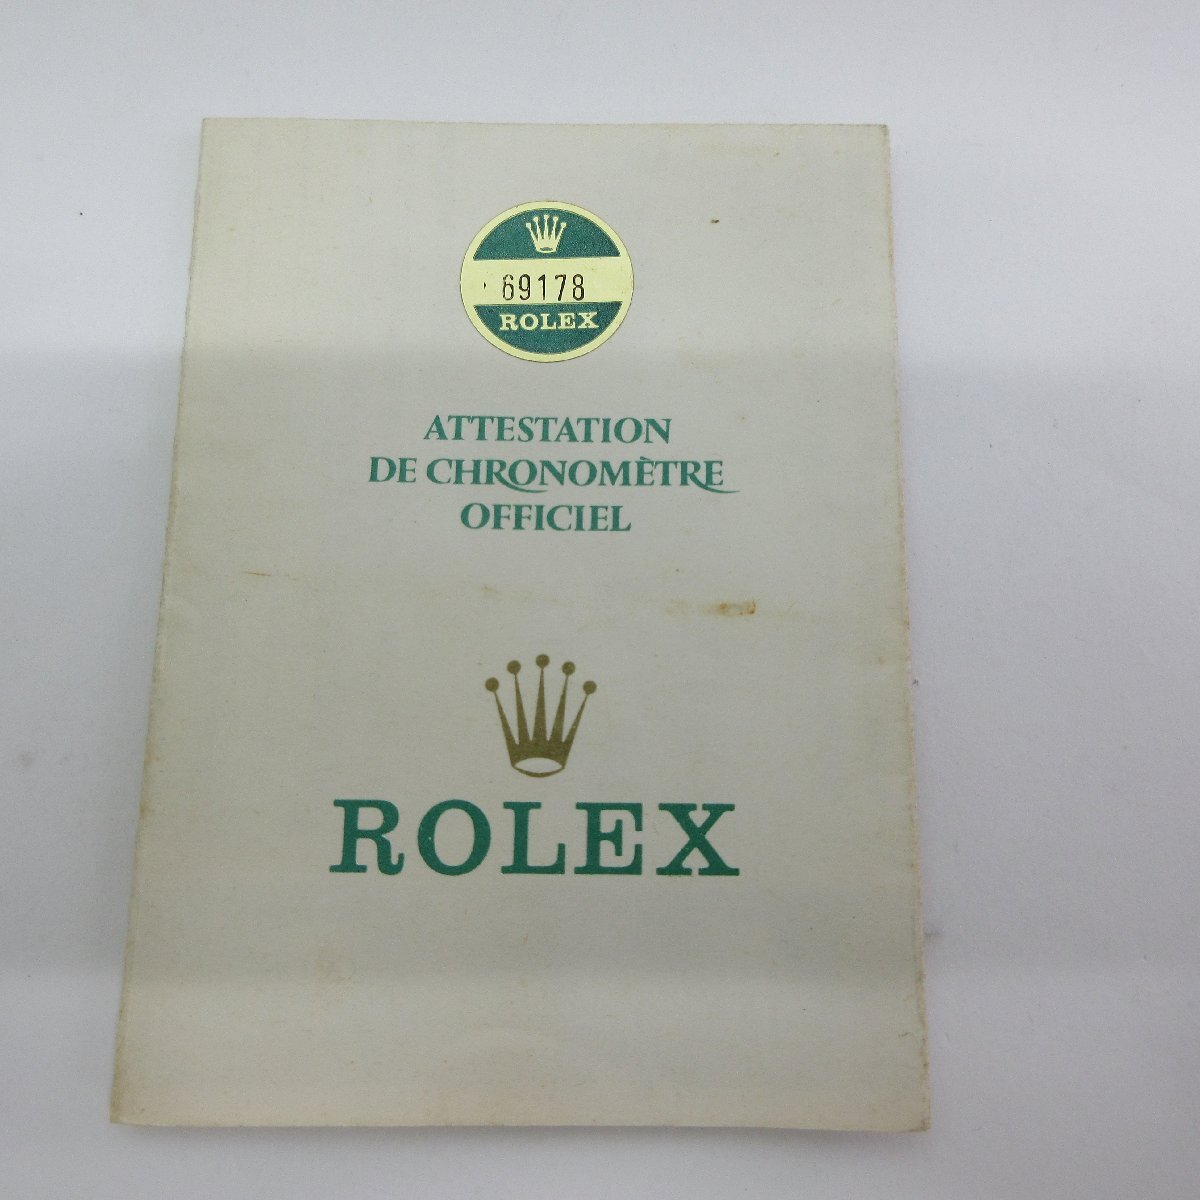 69178
ROLEX
ATTESTATION
DE CHRONOMÈTRE
OFFICIEL
ROLEX